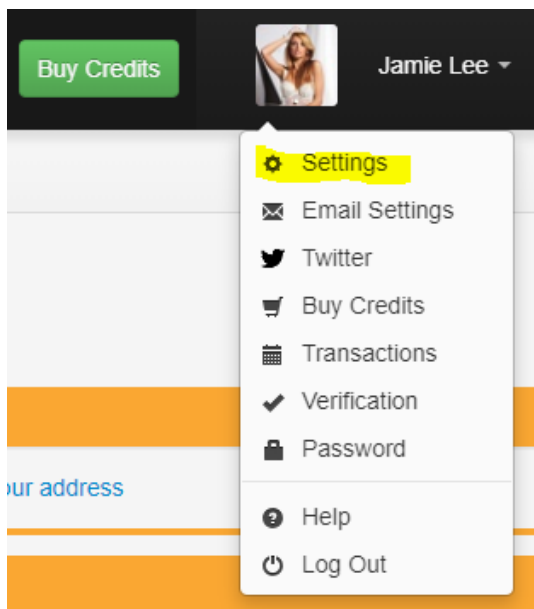 Buy Credits
Jamie Lee
Settings
Email Settings
Twitter
Buy Credits
Transactions
Verification
Password
our address
Help
Log Out